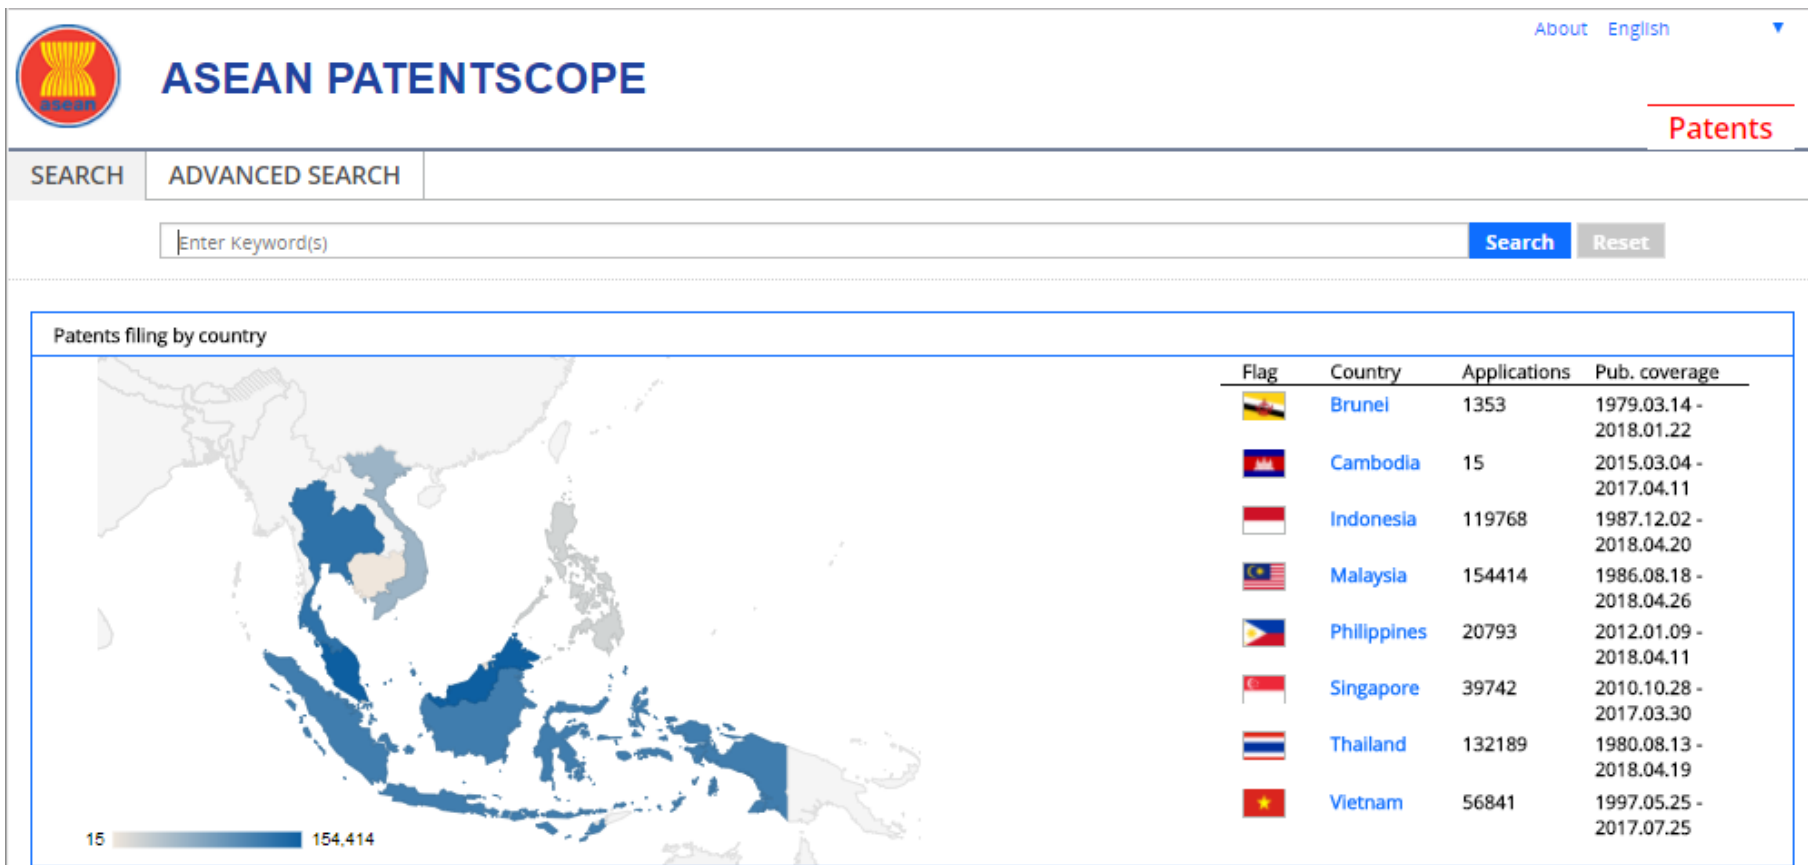 About English ▼
asean
ASEAN PATENTSCOPE
Patents
SEARCH ADVANCED SEARCH
Enter Keyword(s) Search Reset
Patents filing by country
Flag Country Applications Pub. coverage
Brunei 1353 1979.03.14 -
2018.01.22
Cambodia 15 2015.03.04 -
2017.04.11
Indonesia 119768 1987.12.02 -
2018.04.20
Malaysia 154414 1986.08.18 -
2018.04.26
Philippines 20793 2012.01.09 -
2018.04.11
Singapore 39742 2010.10.28 -
2017.03.30
Thailand 132189 1980.08.13 -
2018.04.19
Vietnam 56841 1997.05.25 -
2017.07.25
15 154,414